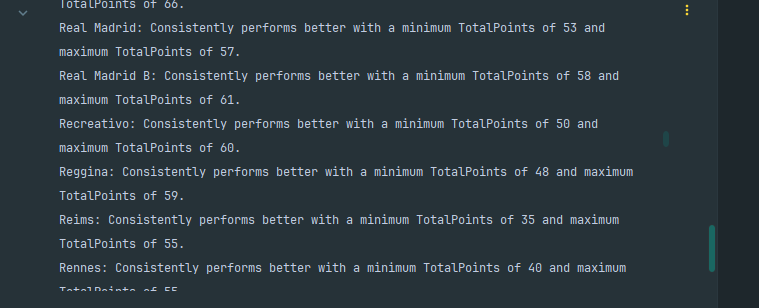 TotalPoints of 66.
Real Madrid: Consistently performs better with a minimum TotalPoints of 53 and
maximum TotalPoints of 57.
Real Madrid B: Consistently performs better with a minimum TotalPoints of 58 and
maximum TotalPoints of 61.
Recreativo: Consistently performs better with a minimum TotalPoints of 50 and
maximum TotalPoints of 60.
Reggina: Consistently performs better with a minimum TotalPoints of 48 and maximum
TotalPoints of 59.
Reims: Consistently performs better with a minimum TotalPoints of 35 and maximum
TotalPoints of 55.
Rennes: Consistently performs better with a minimum TotalPoints of 40 and maximum
TotalPoints of 55